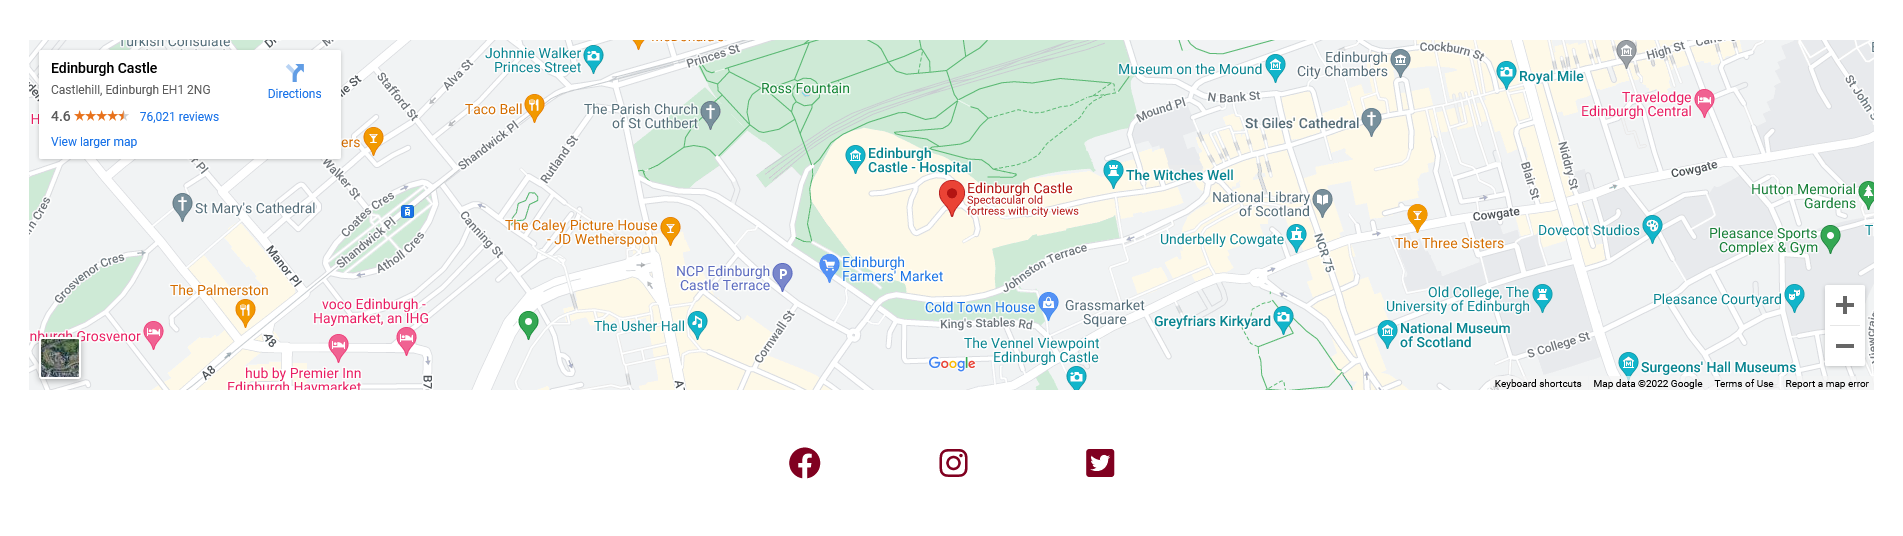 Turkish Consulate
Edinburgh Castle
Castlehill, Edinburgh EH1 2NG
4.6
76,021 reviews
View larger map
Directions
Johnnie Walker
Princes Street
Princes St
Alva St
Stafford St
Taco Bell
The Parish Church
of St Cuthbert
Ross Fountain
Museum on the Mound
Edinburgh
City Chambers
Cockburn St
Royal Mile
High St
St John
Travelodge
Edinburgh Central
N Bank St
Mound Pl
St Giles' Cathedral
Shandwick Pl
Rutland St
Walker St
St Mary's Cathedral
Coates Cres
Shandwick Pl
Atholl Cres
Canning St
Edinburgh
Castle - Hospital
Edinburgh Castle
Spectacular old
fortress with city views
The Witches Well
National Library
of Scotland
Underbelly Cowgate
Blair St
Niddry St
Cowgate
Cowgate
The Three Sisters
Dovecot Studios
Hutton Memorial
Gardens
Pleasance Sports
Complex & Gym
The Caley Picture House
- JD Wetherspoon
NCP Edinburgh
Castle Terrace
Edinburgh
Farmers' Market
Johnston Terrace
NCR 75
Grosvenor Cres
Manor Pl
The Palmerston
voco Edinburgh -
Haymarket, an IHG
Grosvenor
hub by Premier Inn
Edinburgh Haymarket
A8
A8
B7
The Usher Hall
Cornwall St
Cold Town House
King's Stables Rd
Grassmarket
Square
The Vennel Viewpoint
Edinburgh Castle
Greyfriars Kirkyard
Old College, The
University of Edinburgh
National Museum
of Scotland
S College St
Pleasance Courtyard
Surgeons' Hall Museums
Google
Keyboard shortcuts
Map data ©2022 Google
Terms of Use
Report a map error